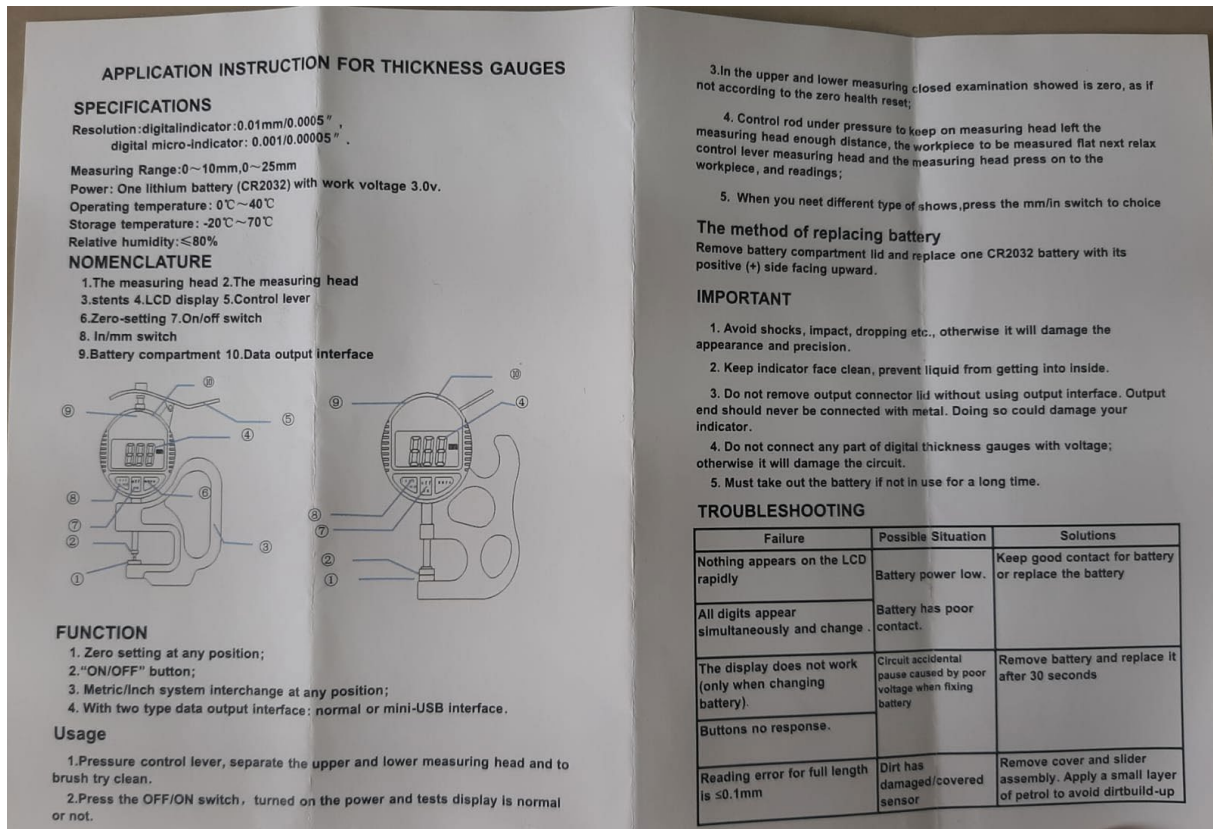 APPLICATION INSTRUCTION FOR THICKNESS GAUGES
SPECIFICATIONS
Resolution:digitalindicator:0.01mm/0.0005",
digital micro-indicator: 0.001/0.00005".
Measuring Range:0~10mm,0~25mm
Power: One lithium battery (CR2032) with work voltage 3.0v.
Operating temperature: 0℃~40℃
Storage temperature: -20℃~70℃
Relative humidity:≤80%
NOMENCLATURE
1.The measuring head 2.The measuring head
3.stents 4.LCD display 5.Control lever
6.Zero-setting 7.On/off switch
8. In/mm switch
9.Battery compartment 10.Data output interface
⑩
⑨
⑤
④
⑧
⑥
⑦
②
③
①
⑩
⑨
④
⑧
⑦
②
①
FUNCTION
1. Zero setting at any position;
2."ON/OFF" button;
3. Metric/Inch system interchange at any position;
4. With two type data output interface: normal or mini-USB interface.
Usage
1.Pressure control lever, separate the upper and lower measuring head and to
brush try clean.
2.Press the OFF/ON switch, turned on the power and tests display is normal
or not.
3.In the upper and lower measuring closed examination showed is zero, as if
not according to the zero health reset;
4. Control rod under pressure to keep on measuring head left the
measuring head enough distance, the workpiece to be measured flat next relax
control lever measuring head and the measuring head press on to the
workpiece, and readings;
5. When you neet different type of shows,press the mm/in switch to choice
The method of replacing battery
Remove battery compartment lid and replace one CR2032 battery with its
positive (+) side facing upward.
IMPORTANT
1. Avoid shocks, impact, dropping etc., otherwise it will damage the
appearance and precision.
2. Keep indicator face clean, prevent liquid from getting into inside.
3. Do not remove output connector lid without using output interface. Output
end should never be connected with metal. Doing so could damage your
indicator.
4. Do not connect any part of digital thickness gauges with voltage;
otherwise it will damage the circuit.
5. Must take out the battery if not in use for a long time.
TROUBLESHOOTING
Failure Possible Situation Solutions
Nothing appears on the LCD
rapidly
Battery power low.
Keep good contact for battery
or replace the battery
All digits appear
simultaneously and change .
Battery has poor
contact.
The display does not work
(only when changing
battery).
Circuit accidental
pause caused by poor
voltage when fixing
battery
Remove battery and replace it
after 30 seconds
Buttons no response.
Reading error for full length
is ≤0.1mm
Dirt has
damaged/covered
sensor
Remove cover and slider
assembly. Apply a small layer
of petrol to avoid dirtbuild-up